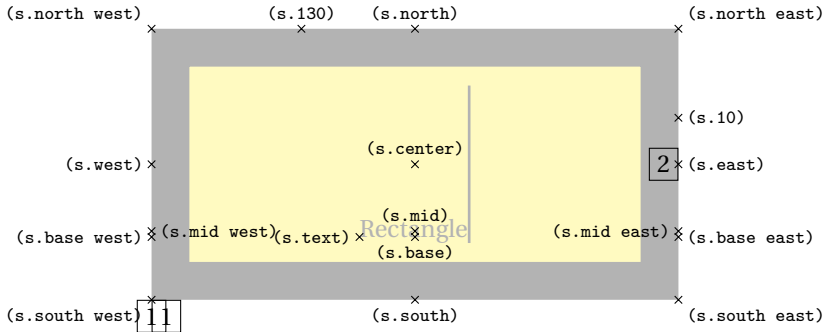 (s.north west) (s.130) (s.north) (s.north east)
(s.10)
(s.center)
(s.west) 2 (s.east)
(s.mid)
(s.base west) (s.mid west) (s.text) Rectangle (s.mid east) (s.base east)
(s.base)
(s.south west) 11 (s.south) (s.south east)